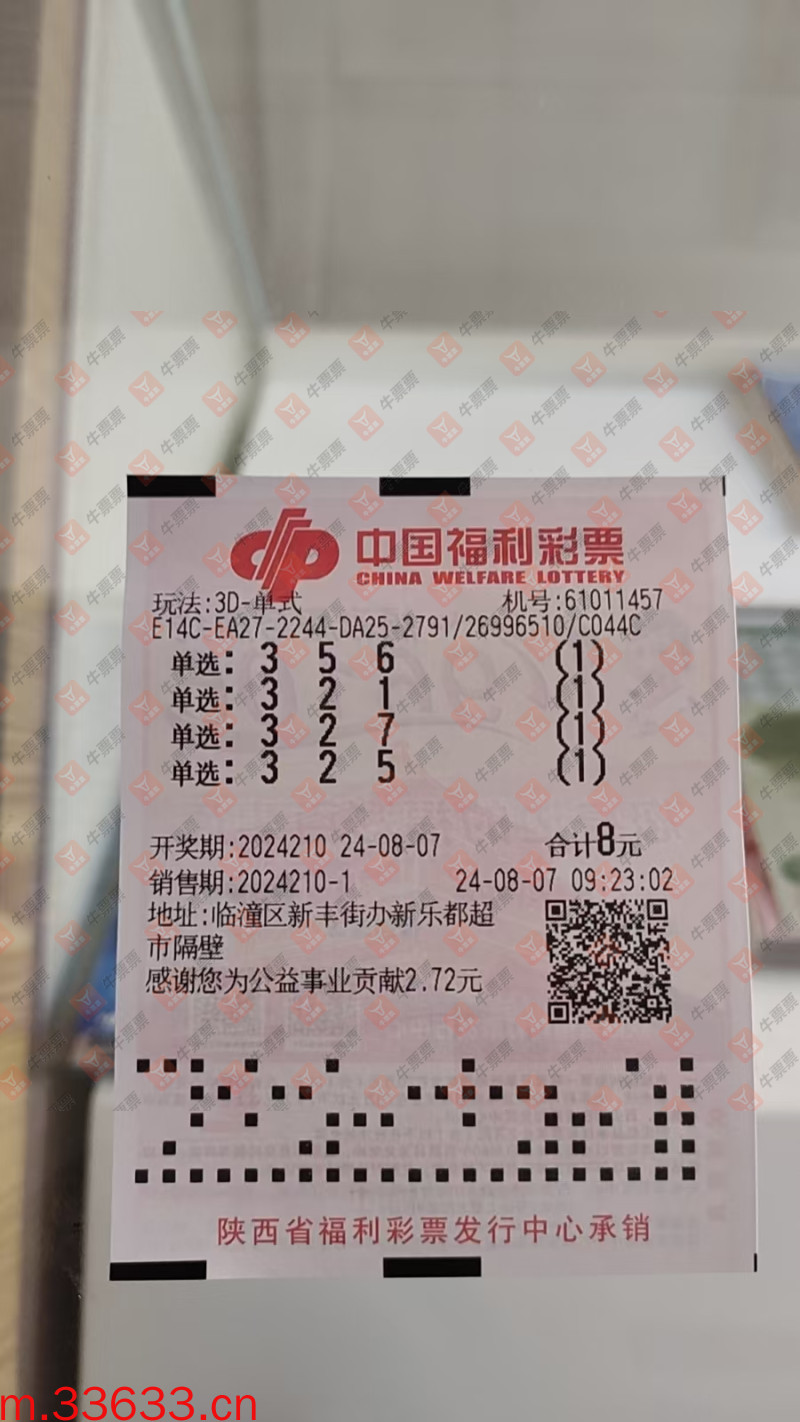 中国福利彩票
CHINA WELFARE LOTTERY
玩法:3D-单式 机号:61011457
E14C-EA27-2244-DA25-2791/26996510/C044C
单选: 3 5 6 (1)
单选: 3 2 1 (1)
单选: 3 2 7 (1)
单选: 3 2 5 (1)
开奖期:2024210 24-08-07 合计8元
销售期:2024210-1 24-08-07 09:23:02
地址:临潼区新丰街办新乐都超
市隔壁
感谢您为公益事业贡献2.72元
陕西省福利彩票发行中心承销
牛票票
m.33633.cn